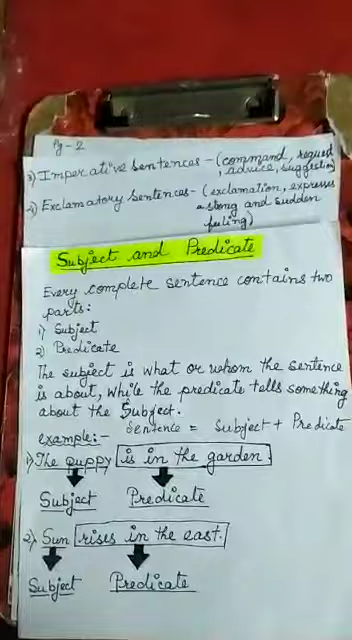 Pg - 2
3) Imperative sentences - (command, request
, advice, suggestion
4) Exclamatory Sentences - (exclamation, expresses
a stong and sudden
feeling)
Subject and Predicate
Every complete sentence contains two
parts:
1) Subject
2) Predicate
The subject is what or whom the sentence
is about, while the predicate tells something
about the Subject.
Sentence = Subject + Predicate
example:-
1) The puppy is in the garden.
Subject Predicate
2) Sun rises in the east.
Subject Predicate